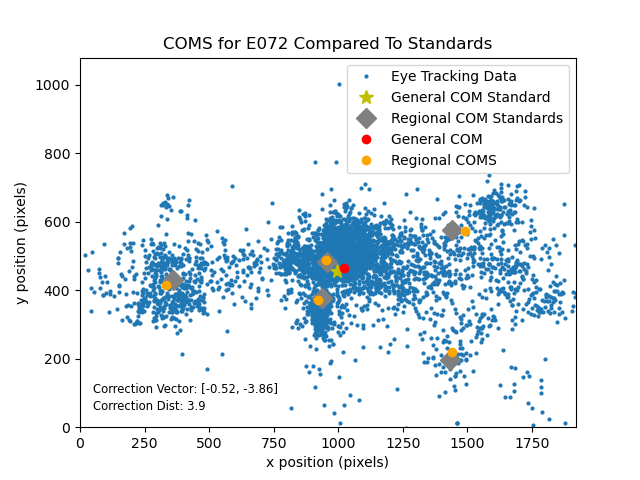 COMS for E072 Compared To Standards
Eye Tracking Data
General COM Standard
Regional COM Standards
General COM
Regional COMS
1000
800
600
400
200
0
y position (pixels)
Correction Vector: [-0.52, -3.86]
Correction Dist: 3.9
0 250 500 750 1000 1250 1500 1750
x position (pixels)